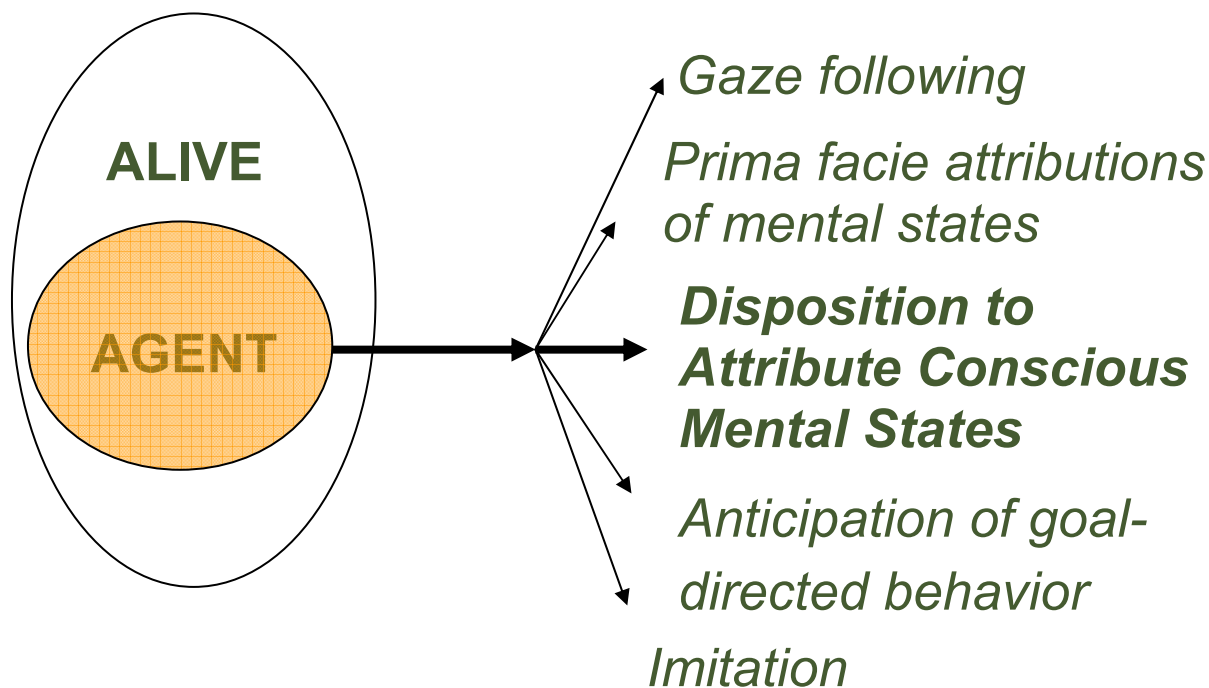 ALIVE
AGENT
Gaze following
Prima facie attributions
of mental states
Disposition to
Attribute Conscious
Mental States
Anticipation of goal-
directed behavior
Imitation